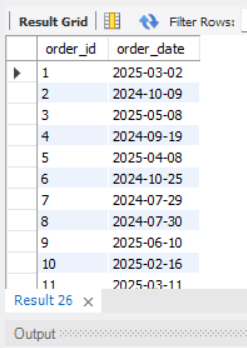 Result Grid Filter Rows:
order_id order_date
1 2025-03-02
2 2024-10-09
3 2025-05-08
4 2024-09-19
5 2025-04-08
6 2024-10-25
7 2024-07-29
8 2024-07-30
9 2025-06-10
10 2025-02-16
11 2025-03-11
Result 26 ×
Output